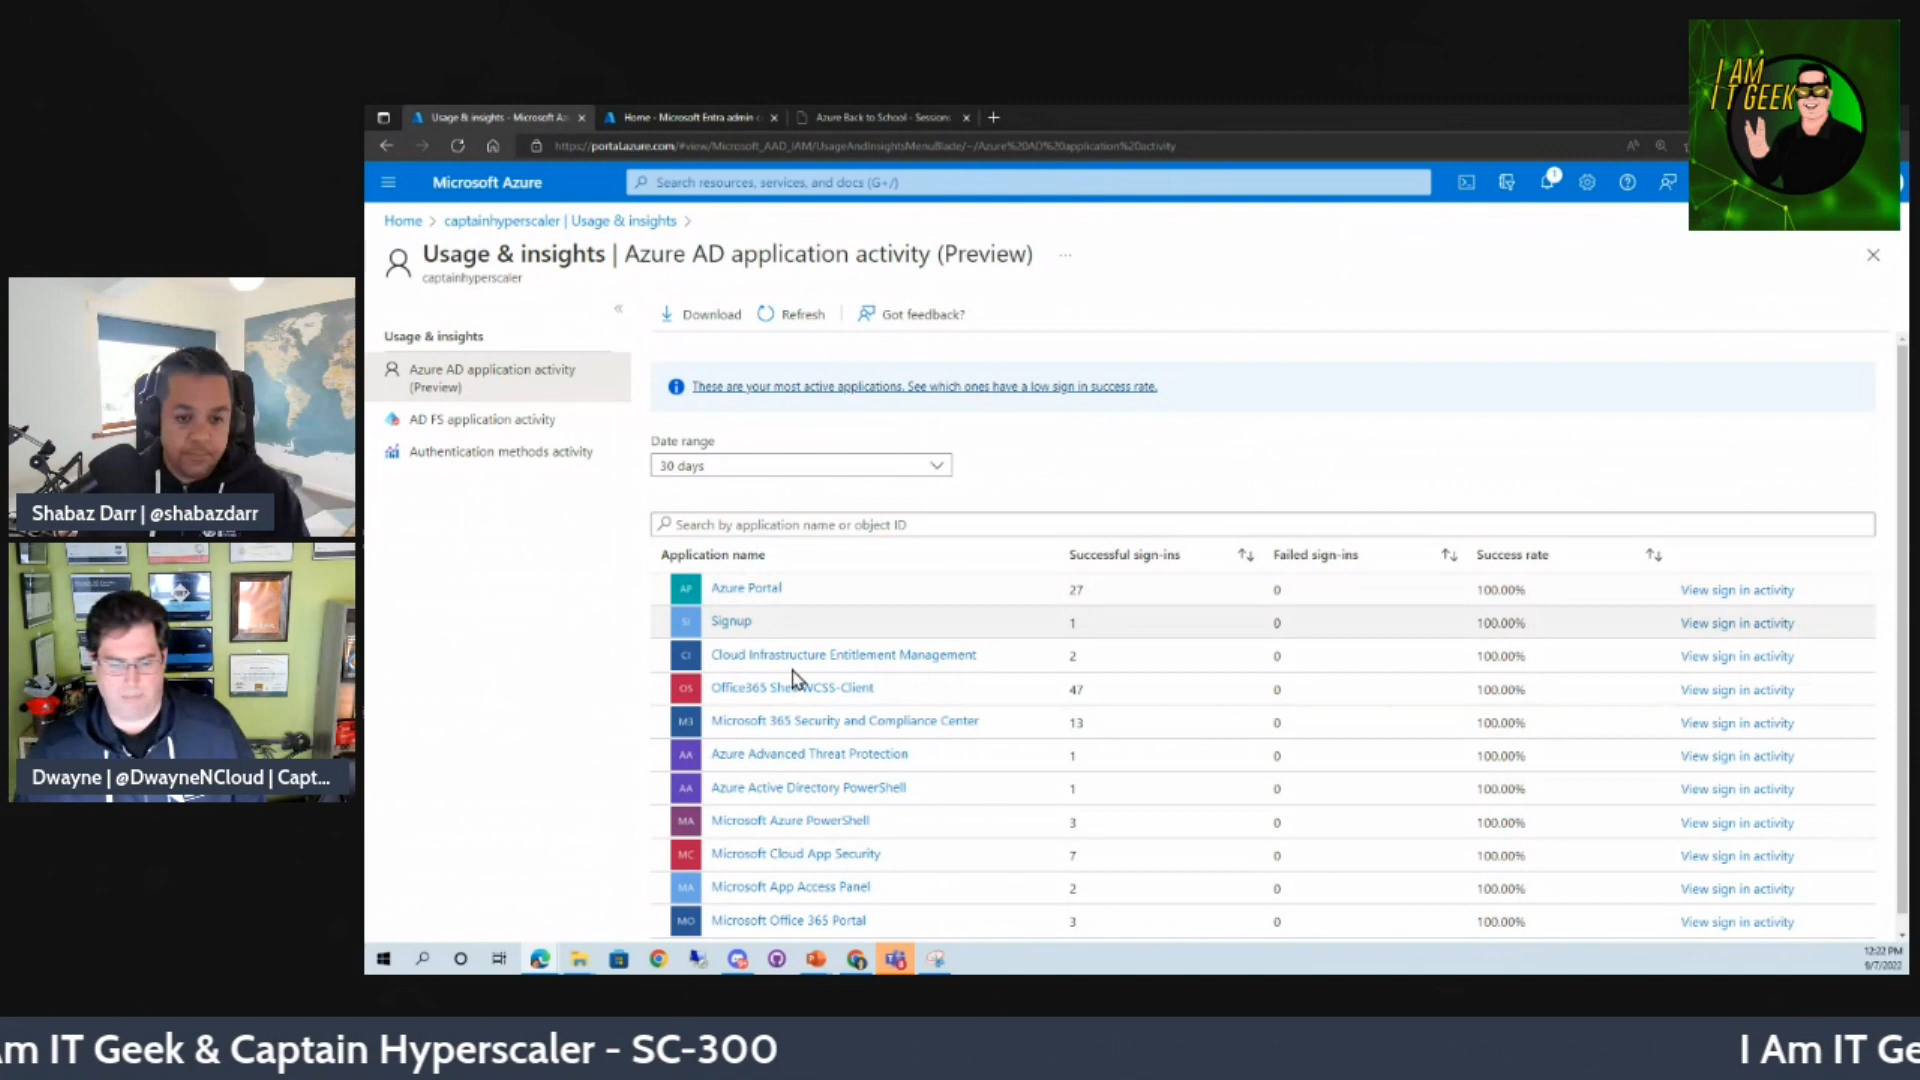 I AM
I T GEEK
Usage & insights - Microsoft Az
Home - Microsoft Entra admin c
Azure Back to School - Sessions
https://portal.azure.com/#view/Microsoft_AAD_IAM/UsageAndInsightsMenuBlade/~/Azure%20AD%20application%20activity
Microsoft Azure
Search resources, services, and docs (G+/)
1
Home > captainhyperscaler | Usage & insights >
Usage & insights | Azure AD application activity (Preview) ...
captainhyperscaler
Download Refresh Got feedback?
Usage & insights
Azure AD application activity
(Preview)
AD FS application activity
Authentication methods activity
These are your most active applications. See which ones have a low sign in success rate.
Date range
30 days
Search by application name or object ID
Application name Successful sign-ins Failed sign-ins Success rate
AP Azure Portal 27 0 100.00% View sign in activity
SI Signup 1 0 100.00% View sign in activity
CI Cloud Infrastructure Entitlement Management 2 0 100.00% View sign in activity
OS Office365 Shell WCSS-Client 47 0 100.00% View sign in activity
M3 Microsoft 365 Security and Compliance Center 13 0 100.00% View sign in activity
AA Azure Advanced Threat Protection 1 0 100.00% View sign in activity
AA Azure Active Directory PowerShell 1 0 100.00% View sign in activity
MA Microsoft Azure PowerShell 3 0 100.00% View sign in activity
MC Microsoft Cloud App Security 7 0 100.00% View sign in activity
MA Microsoft App Access Panel 2 0 100.00% View sign in activity
MO Microsoft Office 365 Portal 3 0 100.00% View sign in activity
12:22 PM
9/7/2022
Shabaz Darr | @shabazdarr
Dwayne | @DwayneNCloud | Capt...
m IT Geek & Captain Hyperscaler - SC-300
I Am IT Ge